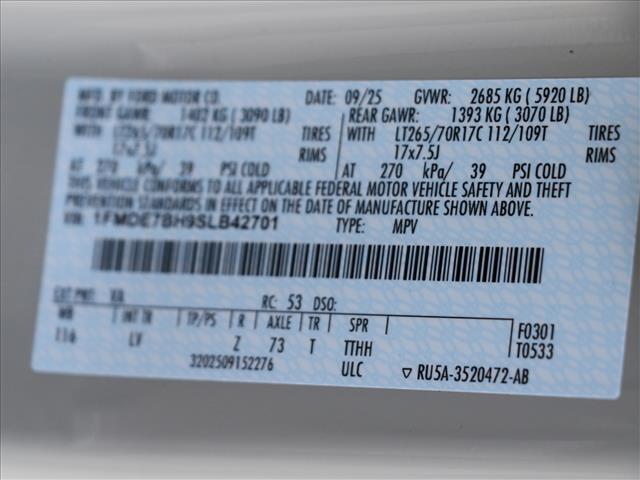 MFD. BY FORD MOTOR CO. DATE: 09/25 GVWR: 2685 KG ( 5920 LB)
FRONT GAWR: 1402 KG ( 3090 LB) REAR GAWR: 1393 KG ( 3070 LB)
WITH LT265/70R17C 112/109T TIRES WITH LT265/70R17C 112/109T TIRES
17x7.5J RIMS 17x7.5J RIMS
AT 270 kPa/ 39 PSI COLD AT 270 kPa/ 39 PSI COLD
THIS VEHICLE CONFORMS TO ALL APPLICABLE FEDERAL MOTOR VEHICLE SAFETY AND THEFT
PREVENTION STANDARDS IN EFFECT ON THE DATE OF MANUFACTURE SHOWN ABOVE.
VIN: 1FMDE7BH9SLB42701 TYPE: MPV
EXT PNT: RC: 53 DSO:
WB INT TR TP/PS R AXLE TR SPR F0301
116 LV Z 73 T TTHH T0533
3202509152276 ULC ▽ RU5A-3520472-AB